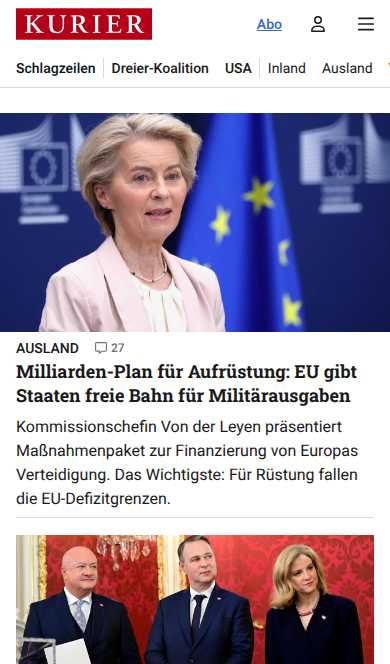 KURIER
Abo
Schlagzeilen Dreier-Koalition USA Inland Ausland
AUSLAND 27
Milliarden-Plan für Aufrüstung: EU gibt
Staaten freie Bahn für Militärausgaben
Kommissionschefin Von der Leyen präsentiert
Maßnahmenpaket zur Finanzierung von Europas
Verteidigung. Das Wichtigste: Für Rüstung fallen
die EU-Defizitgrenzen.